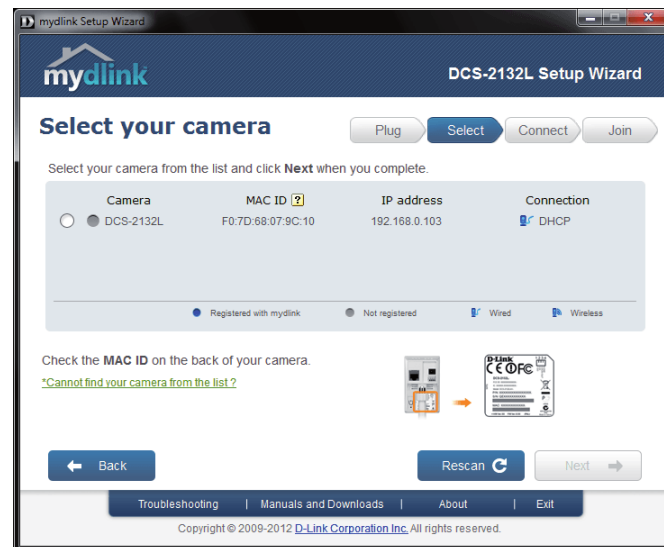 mydlink Setup Wizard
mydlink
DCS-2132L Setup Wizard
Select your camera
Plug
Select
Connect
Join
Select your camera from the list and click Next when you complete.
Camera MAC ID ? IP address Connection
DCS-2132L F0:7D:68:07:9C:10 192.168.0.103 DHCP
Registered with mydlink Not registered Wired Wireless
Check the MAC ID on the back of your camera.
*Cannot find your camera from the list ?
D-Link
CE FC
Back
Rescan
Next
Troubleshooting | Manuals and Downloads | About | Exit
Copyright © 2009-2012 D-Link Corporation Inc. All rights reserved.